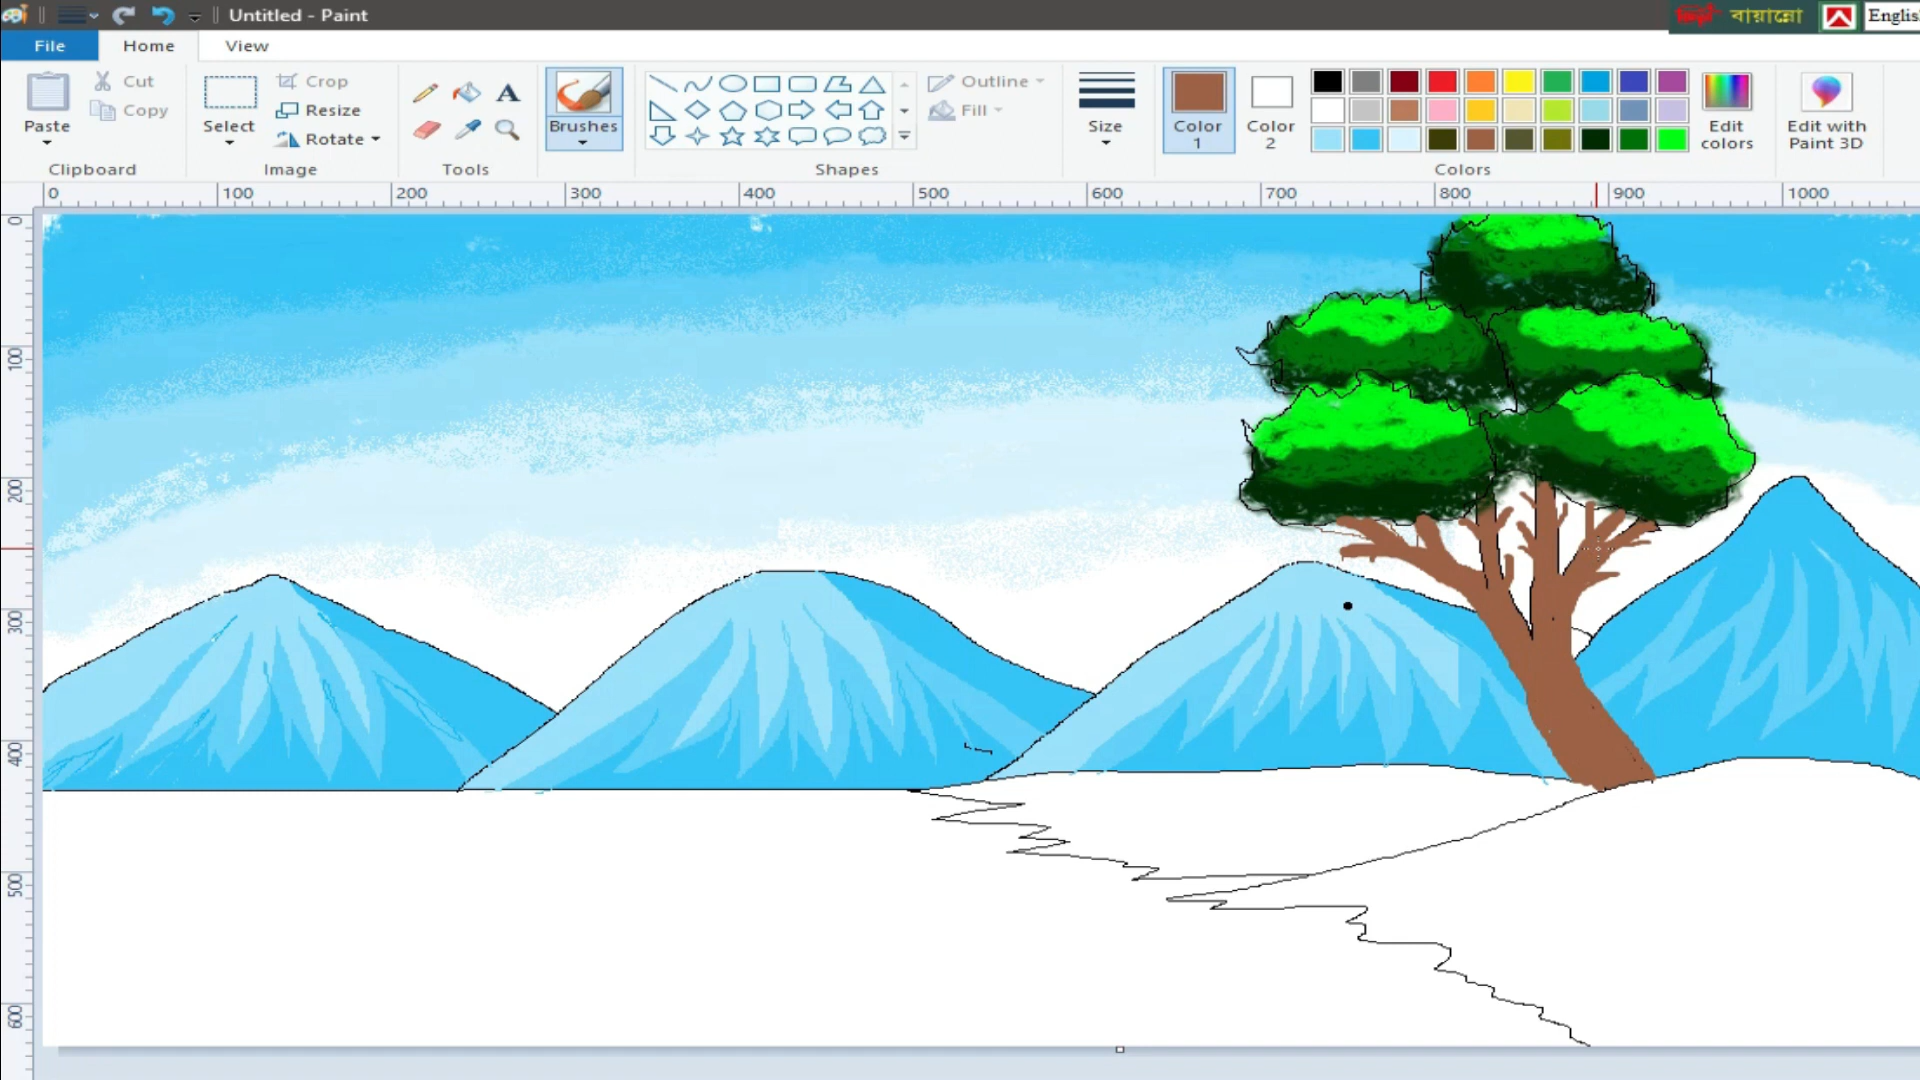 Untitled - Paint
বায়ান্নো
Englis
File Home View
Cut
Copy
Paste
Clipboard
Select
Crop
Resize
Rotate
Image
A
Tools
Brushes
Shapes
Outline
Fill
Size
Color 1
Color 2
Colors
Edit colors
Edit with Paint 3D
0 100 200 300 400 500 600 700 800 900 1000
0
100
200
300
400
500
600